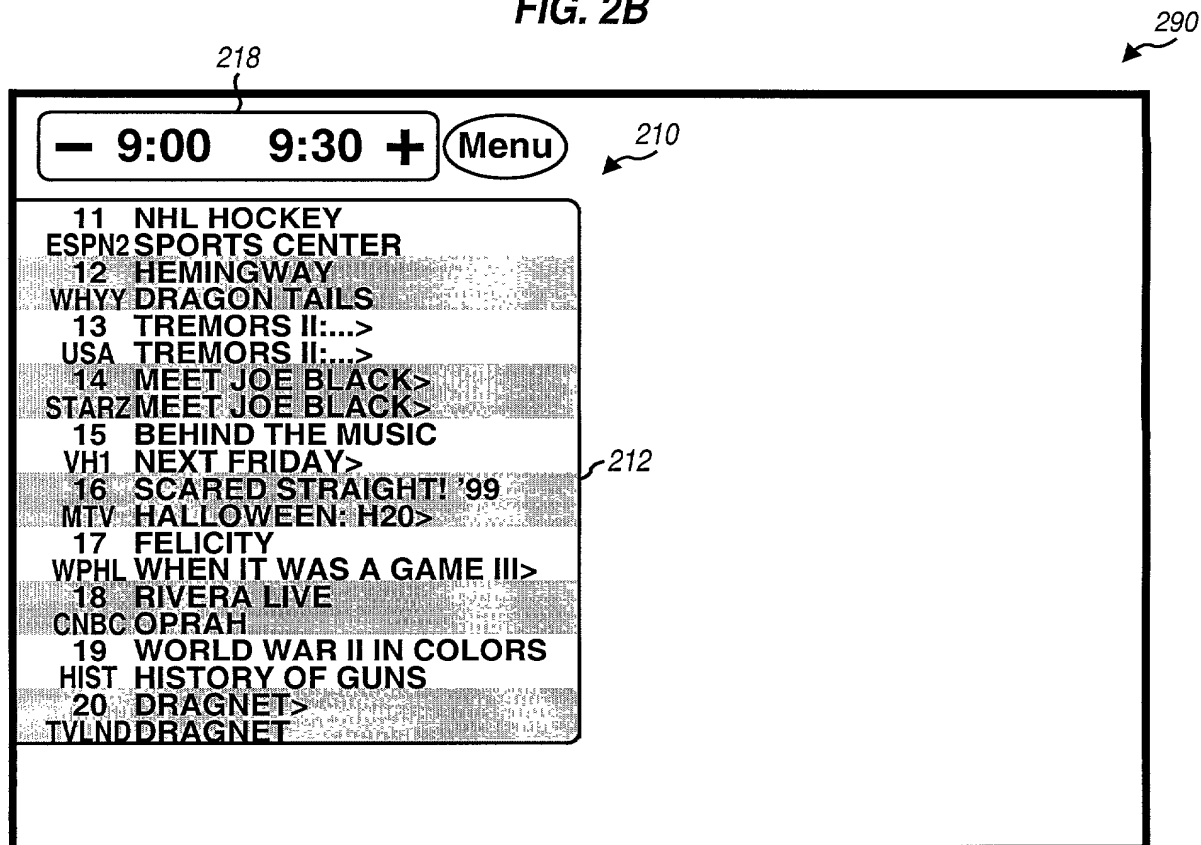 FIG. 2B
290
218
— 9:00 9:30 + Menu
210
11 NHL HOCKEY
ESPN2 SPORTS CENTER
12 HEMINGWAY
WHYY DRAGON TAILS
13 TREMORS II:...>
USA TREMORS II:...>
14 MEET JOE BLACK>
STARZ MEET JOE BLACK>
15 BEHIND THE MUSIC
VH1 NEXT FRIDAY>
212
16 SCARED STRAIGHT! '99
MTV HALLOWEEN: H20>
17 FELICITY
WPHL WHEN IT WAS A GAME III>
18 RIVERA LIVE
CNBC OPRAH
19 WORLD WAR II IN COLORS
HIST HISTORY OF GUNS
20 DRAGNET>
TVLND DRAGNET